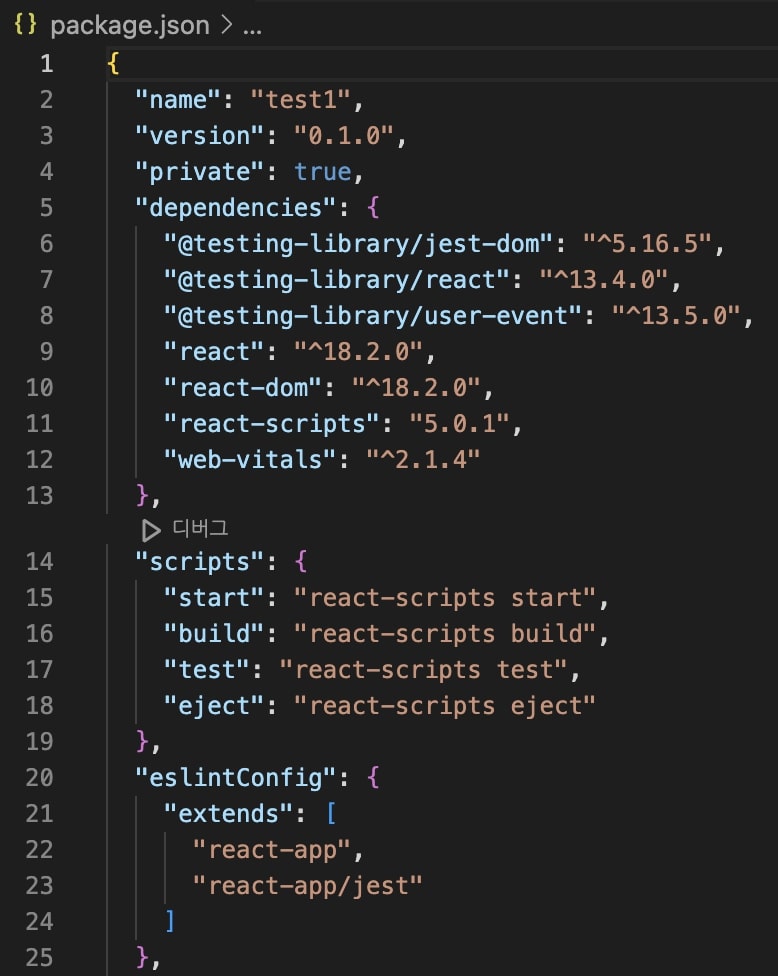 {} package.json > ...
1 {
2 "name": "test1",
3 "version": "0.1.0",
4 "private": true,
5 "dependencies": {
6 "@testing-library/jest-dom": "^5.16.5",
7 "@testing-library/react": "^13.4.0",
8 "@testing-library/user-event": "^13.5.0",
9 "react": "^18.2.0",
10 "react-dom": "^18.2.0",
11 "react-scripts": "5.0.1",
12 "web-vitals": "^2.1.4"
13 },
디버그
14 "scripts": {
15 "start": "react-scripts start",
16 "build": "react-scripts build",
17 "test": "react-scripts test",
18 "eject": "react-scripts eject"
19 },
20 "eslintConfig": {
21 "extends": [
22 "react-app",
23 "react-app/jest"
24 ]
25 },